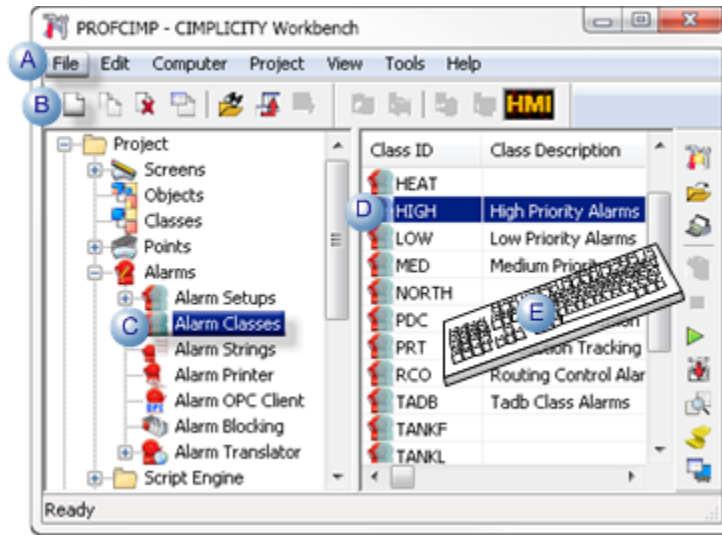 PROFCIMP - CIMPLICITY Workbench
A
File Edit Computer Project View Tools Help
B
HMI
Project
Screens
Objects
Classes
Points
Alarms
Alarm Setups
C
Alarm Classes
Alarm Strings
Alarm Printer
OPC
Alarm OPC Client
Alarm Blocking
Alarm Translator
Script Engine
Class ID Class Description
HEAT
D
HIGH High Priority Alarms
LOW Low Priority Alarms
MED Medium
NORTH
E
PDC
PRT Tracking
RCO Routing Control Alar
TADB Tadb Class Alarms
TANKF
TANKL
Ready